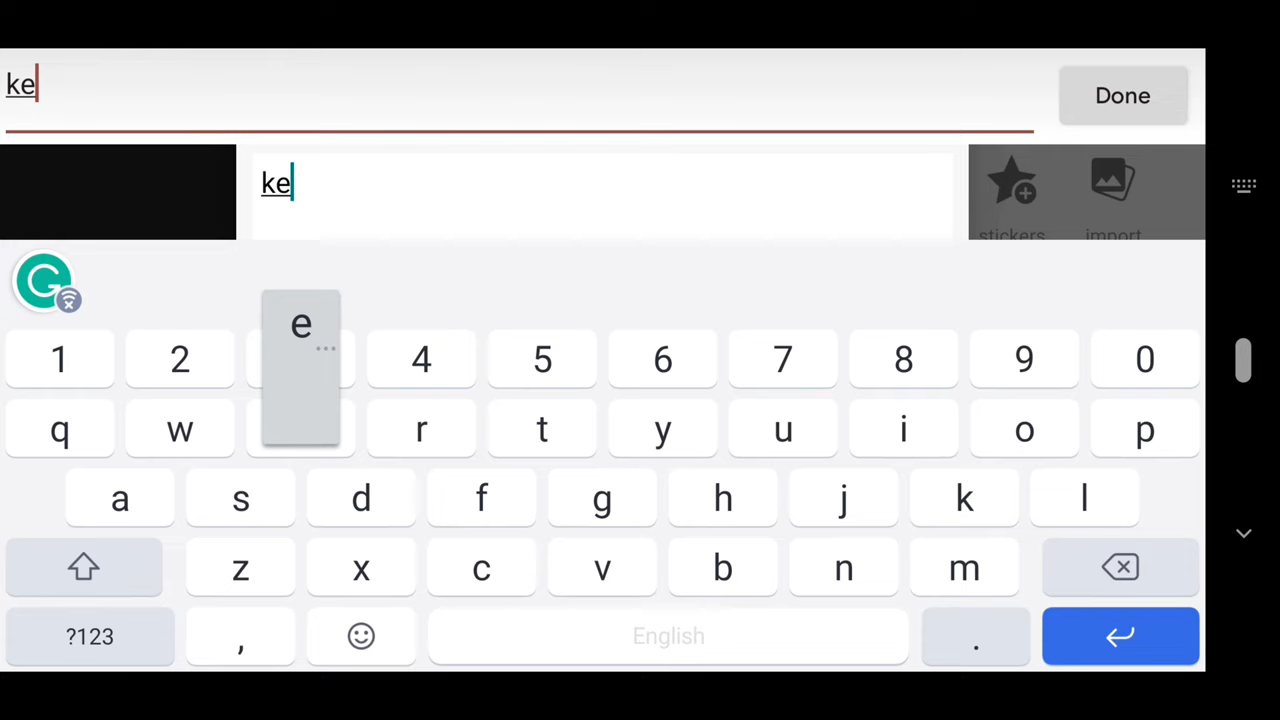 ke
Done
ke
stickers import
e
1 2 4 5 6 7 8 9 0
q w r t y u i o p
a s d f g h j k l
z x c v b n m
?123 , English .